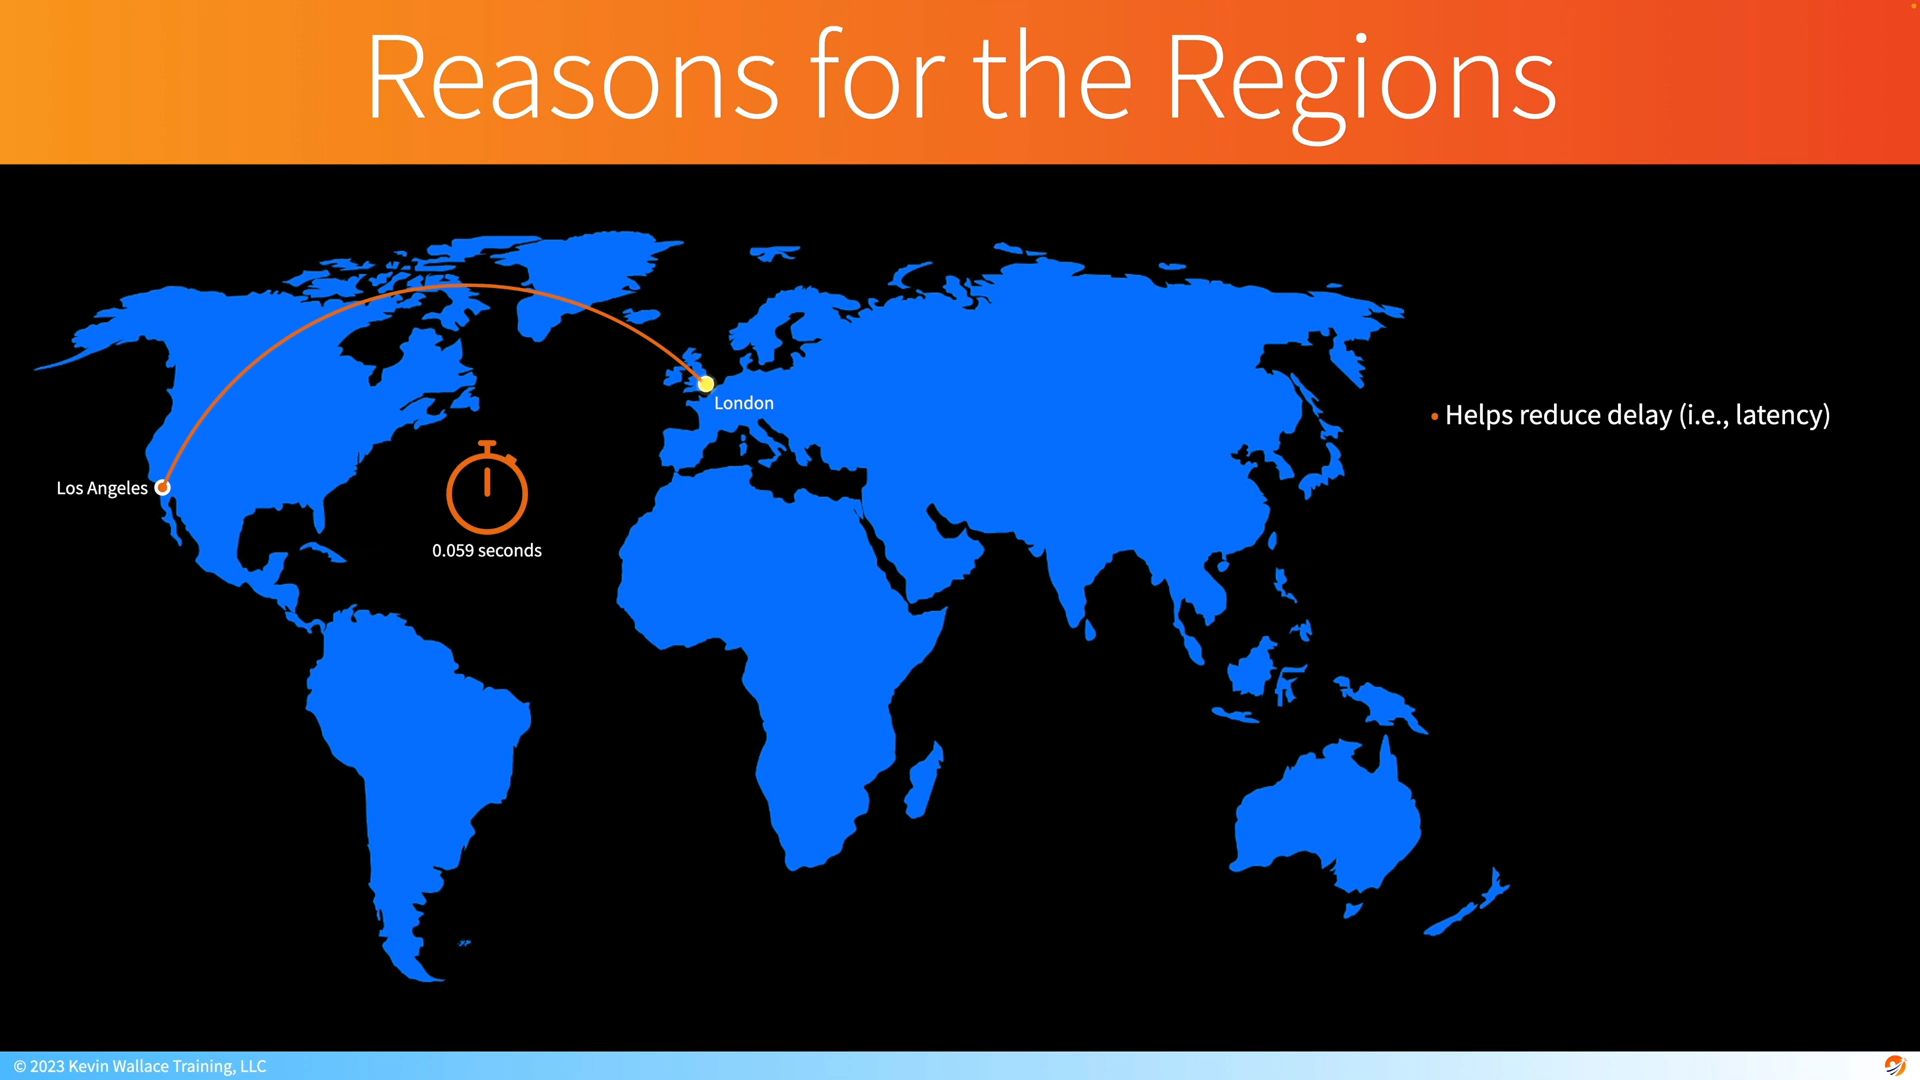 Reasons for the Regions
London
• Helps reduce delay (i.e., latency)
Los Angeles
0.059 seconds
© 2023 Kevin Wallace Training, LLC